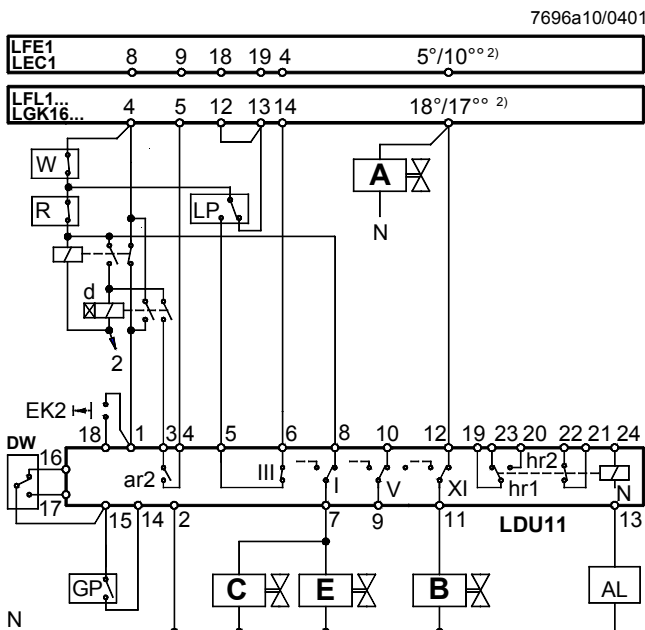 7696a10/0401
LFE1
LEC1
8 9 18 19 4 5°/10°° 2)
LFL1...
LGK16...
4 5 12 13 14 18°/17°° 2)
W
A
R
LP
N
d
2
EK2
18 1 3 4 5 6 8 10 12 19 23 20 22 21 24
DW
16
ar2 III I V XI hr1 hr2 N
17
15 14 2 7 9 11 LDU11 13
GP C E B AL
N